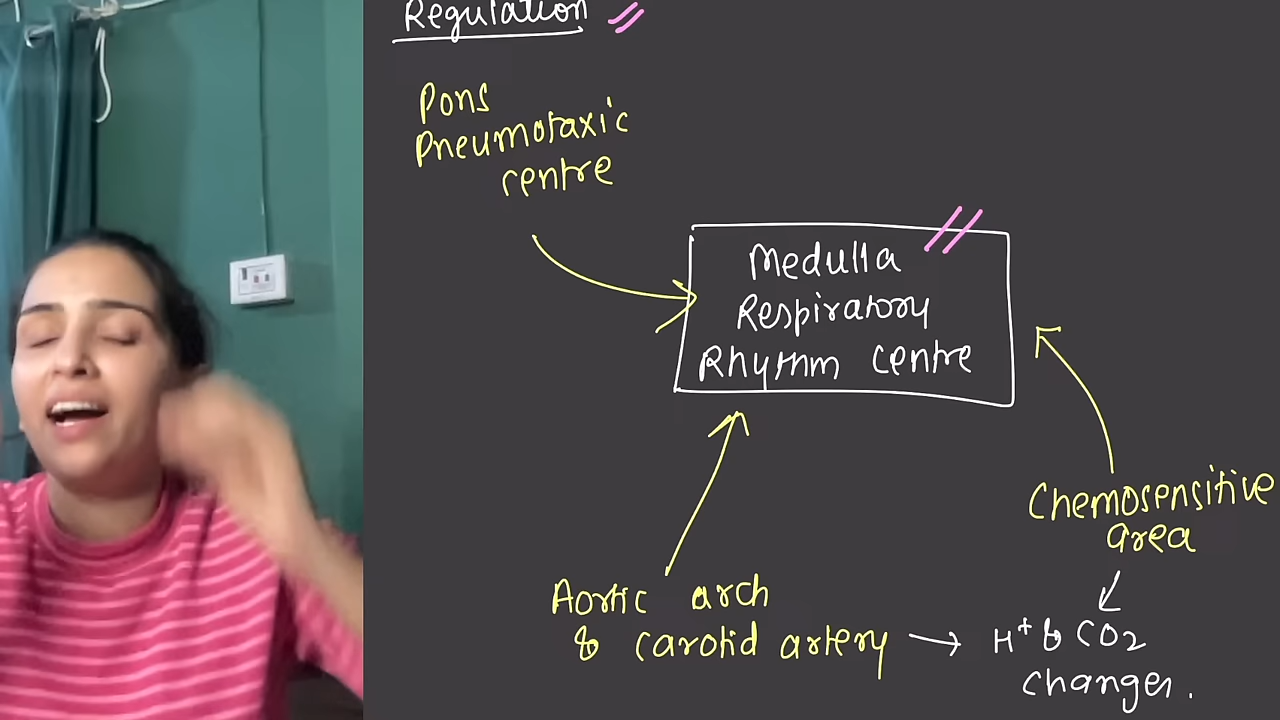 Regulation
Pons
Pneumotaxic
centre
Medulla
Respiratory
Rhythm centre
Chemosensitive
area
Aortic arch
& carotid artery → H⁺ & CO2
changes.